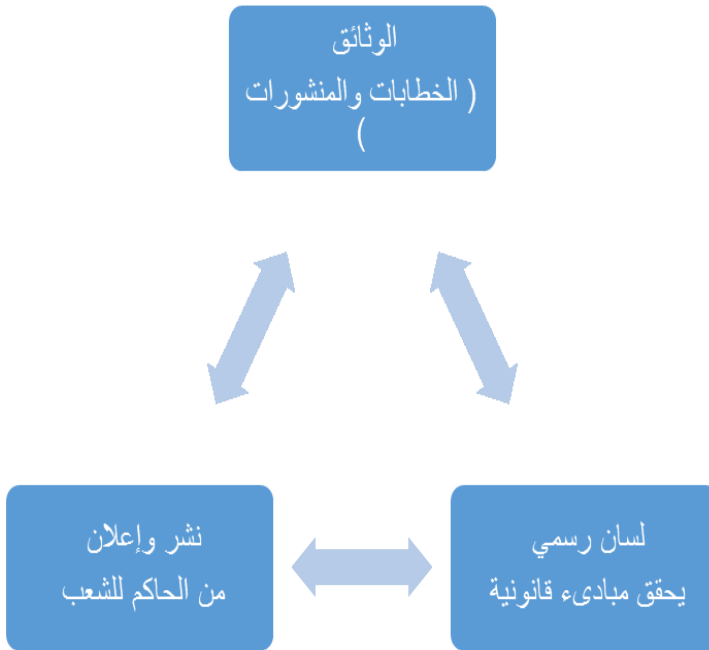 الوثائق
( الخطابات والمنشورات
)
لسان رسمي
يحقق مبادىء قانونية
نشر وإعلان
من الحاكم للشعب